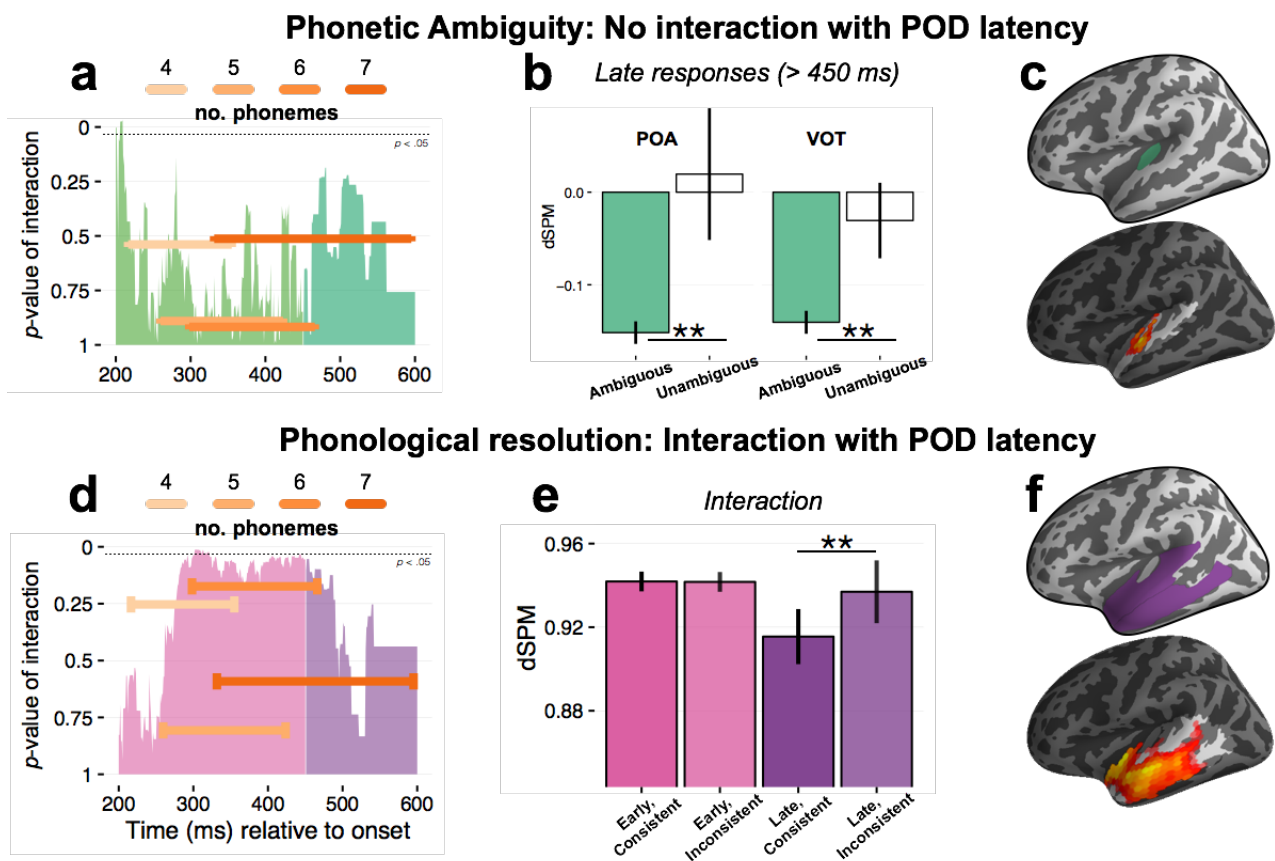 Phonetic Ambiguity: No interaction with POD latency
a
4 5 6 7
no. phonemes
p-value of interaction
0
0.25
0.5
0.75
1
p < .05
200 300 400 500 600
b
Late responses (> 450 ms)
POA VOT
dSPM
0.0
−0.1
** **
Ambiguous Unambiguous Ambiguous Unambiguous
c
Phonological resolution: Interaction with POD latency
d
4 5 6 7
no. phonemes
p-value of interaction
0
0.25
0.5
0.75
1
p < .05
200 300 400 500 600
Time (ms) relative to onset
e
Interaction
dSPM
0.96
0.92
0.88
**
Early, Consistent
Early, Inconsistent
Late, Consistent
Late, Inconsistent
f